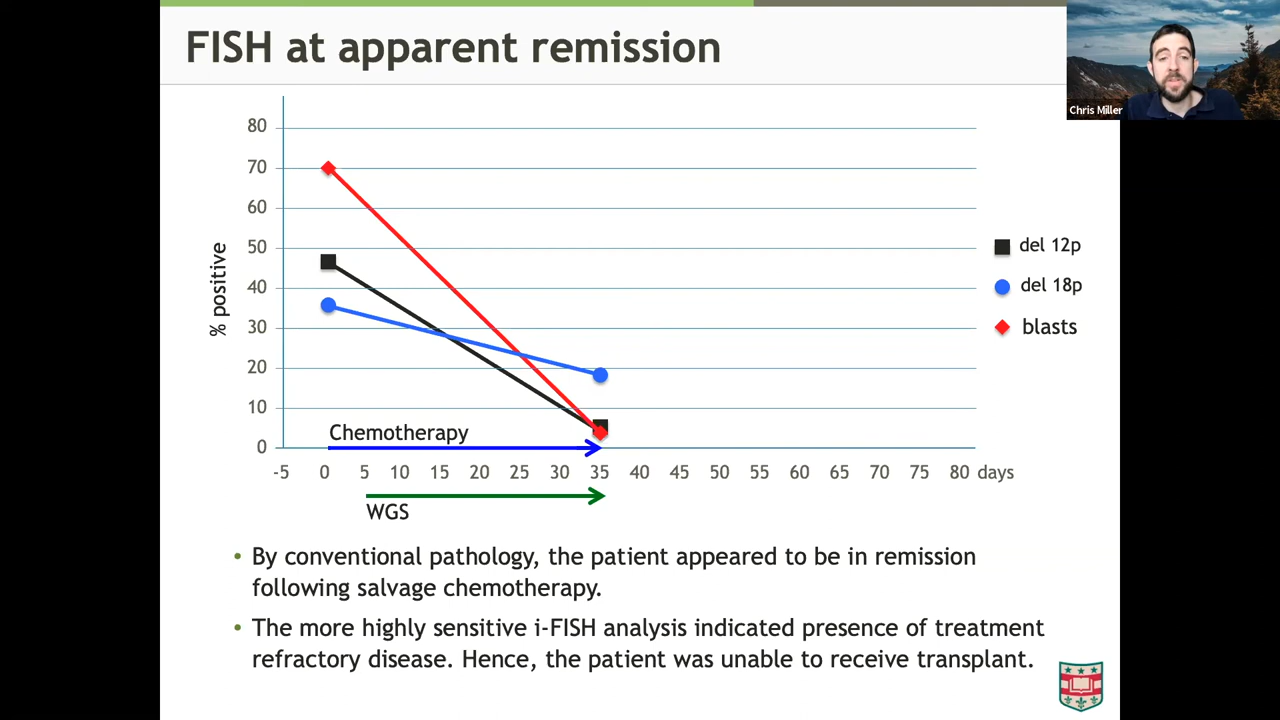 FISH at apparent remission
Chris Miller
80
70
60
50
40
30
20
10
0
% positive
del 12p
del 18p
blasts
Chemotherapy
-5 0 5 10 15 20 25 30 35 40 45 50 55 60 65 70 75 80 days
WGS
• By conventional pathology, the patient appeared to be in remission
following salvage chemotherapy.
• The more highly sensitive i-FISH analysis indicated presence of treatment
refractory disease. Hence, the patient was unable to receive transplant.